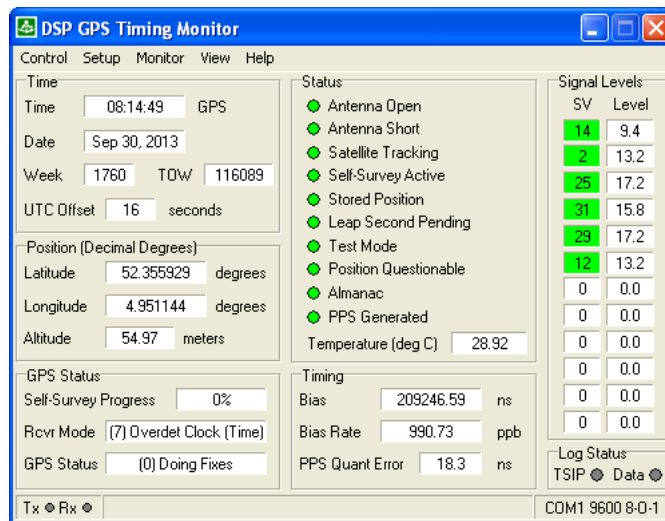 DSP GPS Timing Monitor
Control Setup Monitor View Help
Time
Time 08:14:49 GPS
Date Sep 30, 2013
Week 1760 TOW 116089
UTC Offset 16 seconds
Position (Decimal Degrees)
Latitude 52.355929 degrees
Longitude 4.951144 degrees
Altitude 54.97 meters
GPS Status
Self-Survey Progress 0%
Rcvr Mode (7) Overdet Clock (Time)
GPS Status (0) Doing Fixes
Status
Antenna Open
Antenna Short
Satellite Tracking
Self-Survey Active
Stored Position
Leap Second Pending
Test Mode
Position Questionable
Almanac
PPS Generated
Temperature (deg C) 28.92
Timing
Bias 209246.59 ns
Bias Rate 990.73 ppb
PPS Quant Error 18.3 ns
Signal Levels
SV Level
14 9.4
2 13.2
25 17.2
31 15.8
29 17.2
12 13.2
0 0.0
0 0.0
0 0.0
0 0.0
0 0.0
0 0.0
Log Status
TSIP Data
Tx Rx COM1 9600 8-O-1